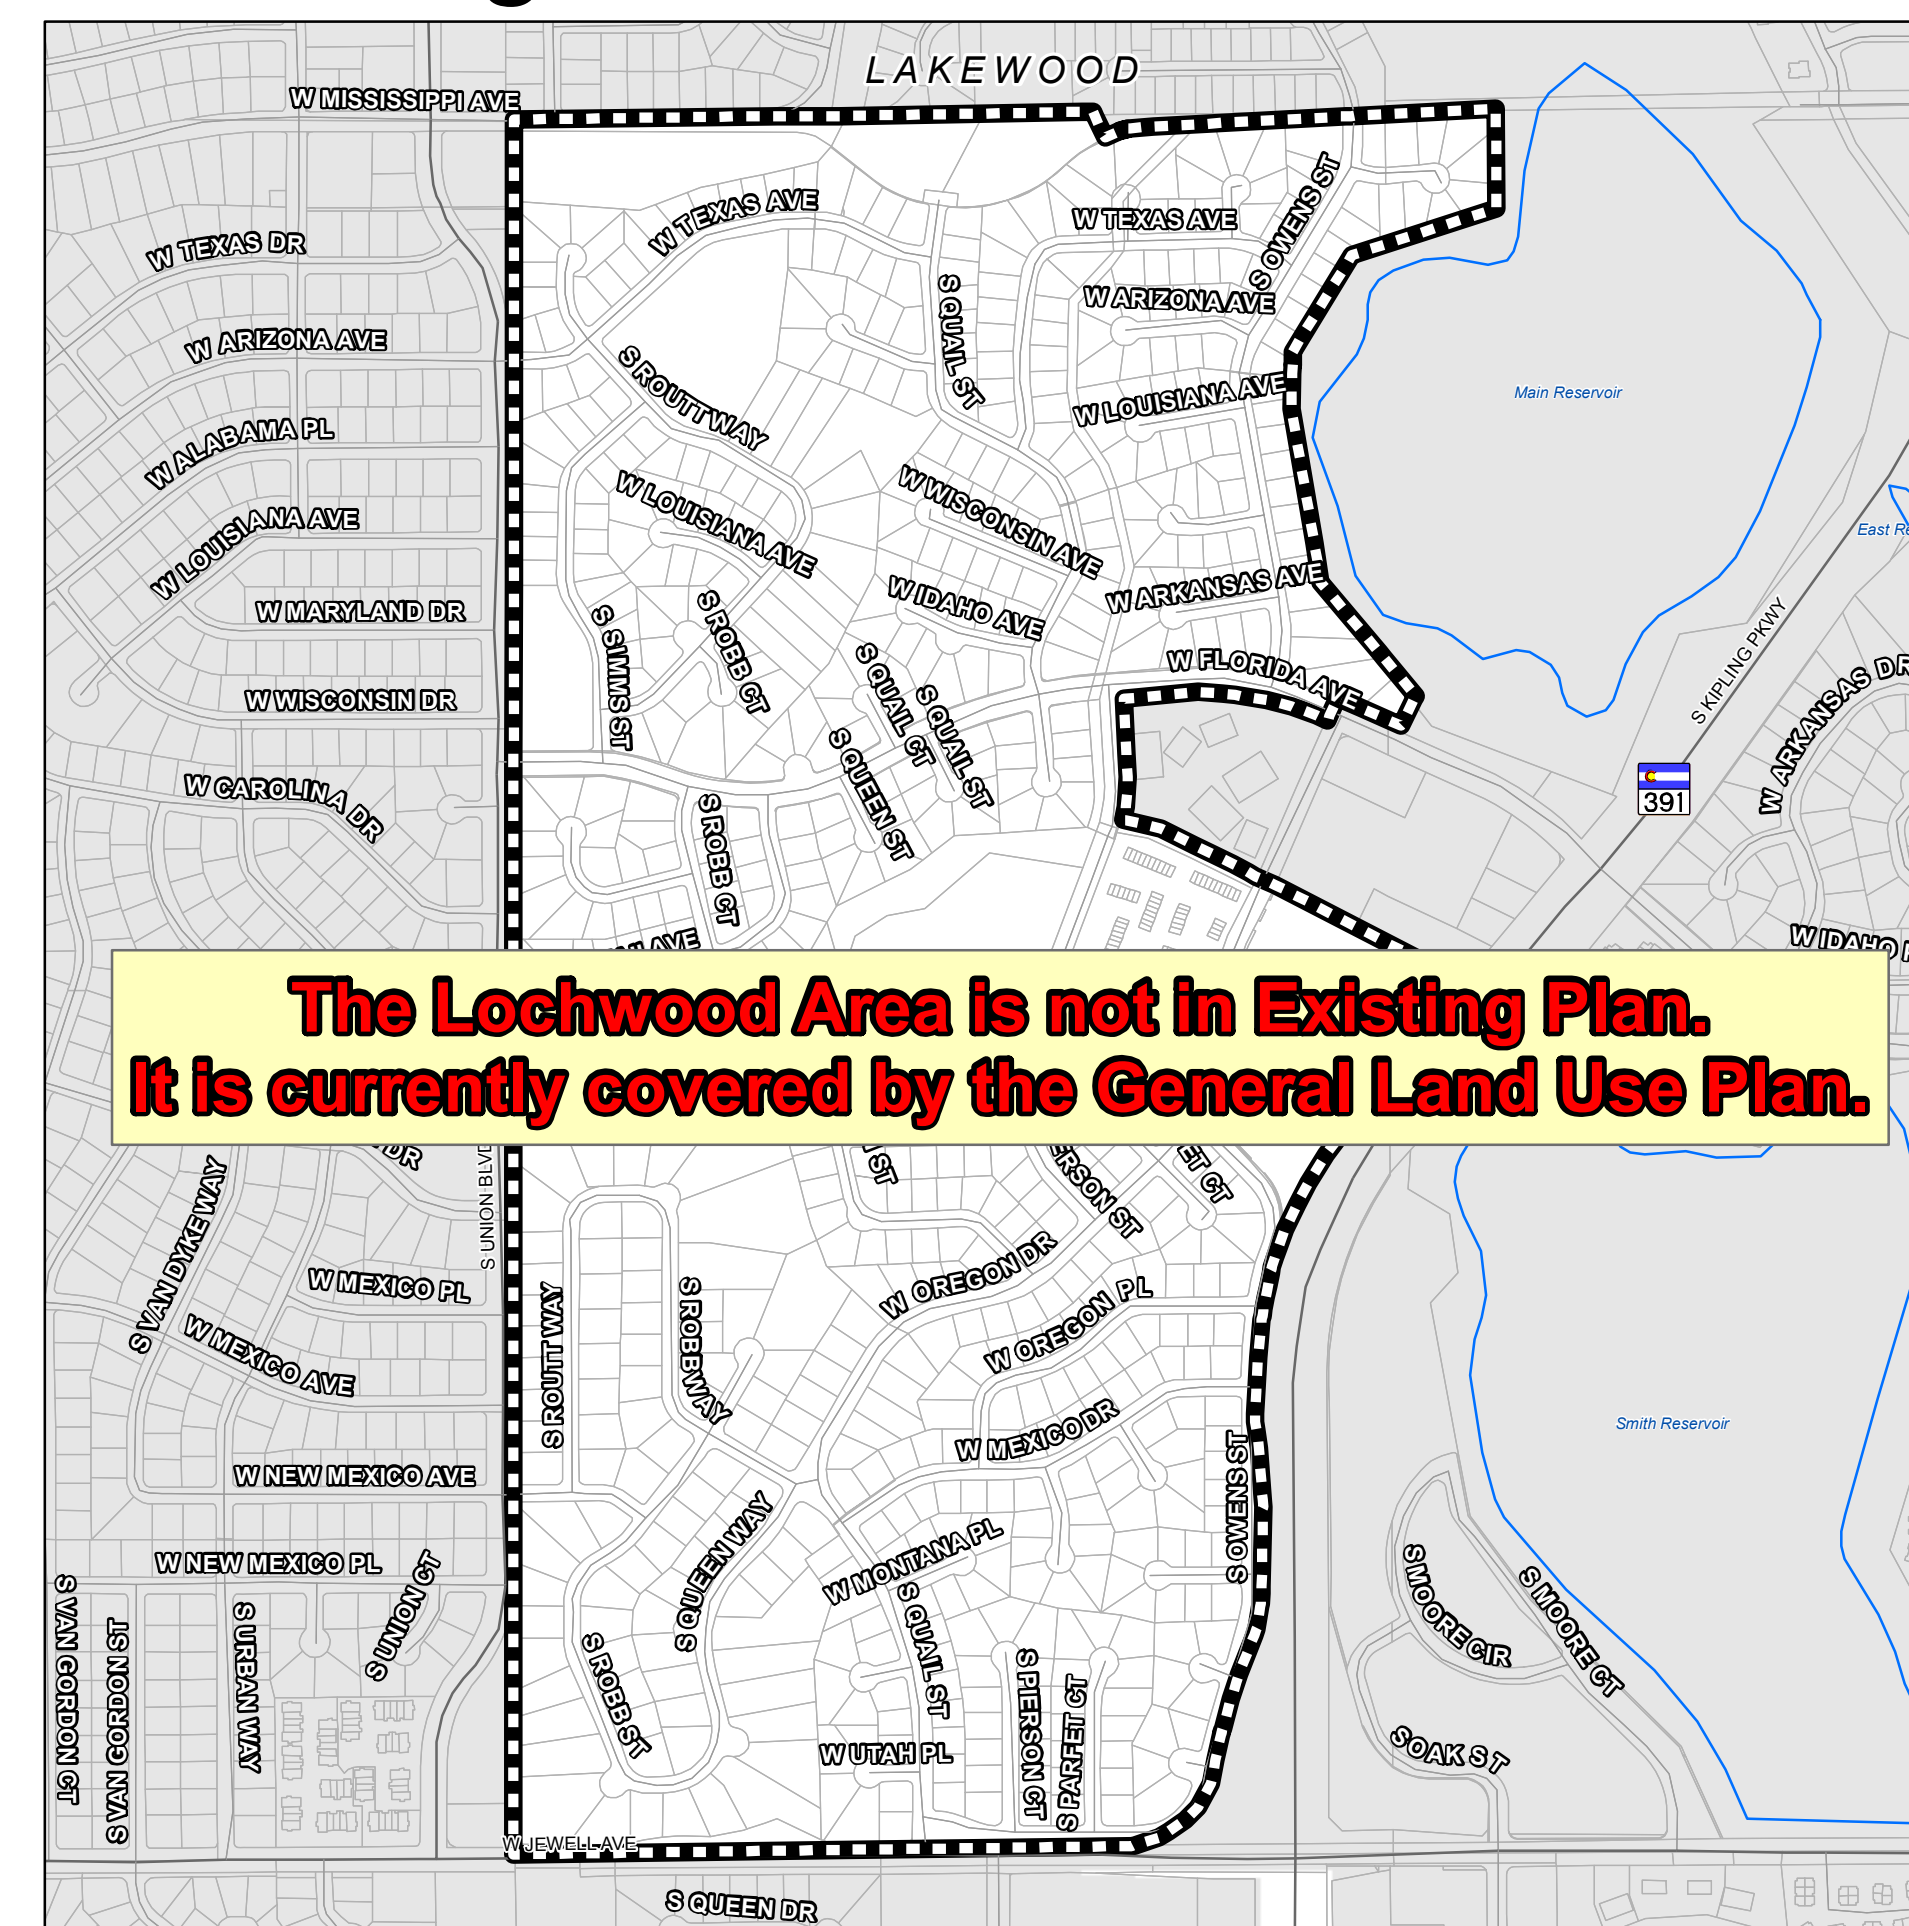 LAKEWOOD
W MISSISSIPPI AVE
W TEXAS AVE
W TEXAS AVE
S OWENS ST
W TEXAS DR
S QUAIL ST
W ARIZONA AVE
W ARIZONA AVE
S ROUTT WAY
W LOUISIANA AVE
Main Reservoir
W ALABAMA PL
W LOUISIANA AVE
W WISCONSIN AVE
W LOUISIANA AVE
W MARYLAND DR
W IDAHO AVE
W ARKANSAS AVE
S SIMMS ST
S ROBB CT
W FLORIDA AVE
S KIPLING PKWY
W ARKANSAS DR
W WISCONSIN DR
S QUAIL CT
S QUAIL ST
S QUEEN ST
W CAROLINA DR
S ROBB CT
391
AVE
W IDAHO
The Lochwood Area is not in Existing Plan.
It is currently covered by the General Land Use Plan.
DR
S UNION BLVD
ST
ERSON ST
ET CT
S VAN DYKE WAY
W MEXICO PL
W MEXICO AVE
S ROUTT WAY
S ROBB WAY
W OREGON DR
W OREGON PL
W MEXICO DR
Smith Reservoir
W NEW MEXICO AVE
S OWENS ST
S QUEEN WAY
W MONTANA PL
W NEW MEXICO PL
S UNION CT
S VAN GORDON CT
S VAN GORDON ST
S URBAN WAY
S ROBB ST
S QUAIL ST
S PIERSON CT
S PARFET CT
S MOORE CIR
S MOORE CT
S OAK ST
W UTAH PL
W JEWELL AVE
S QUEEN DR